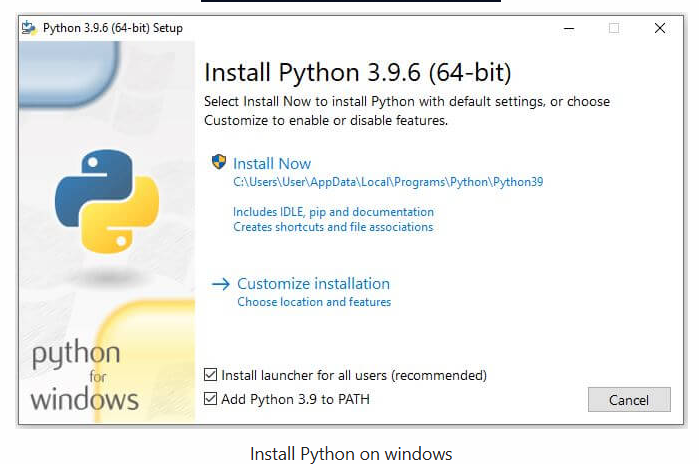 Python 3.9.6 (64-bit) Setup
Install Python 3.9.6 (64-bit)
Select Install Now to install Python with default settings, or choose
Customize to enable or disable features.
Install Now
C:\Users\User\AppData\Local\Programs\Python\Python39
Includes IDLE, pip and documentation
Creates shortcuts and file associations
Customize installation
Choose location and features
python
for
windows
Install launcher for all users (recommended)
Add Python 3.9 to PATH
Cancel
Install Python on windows